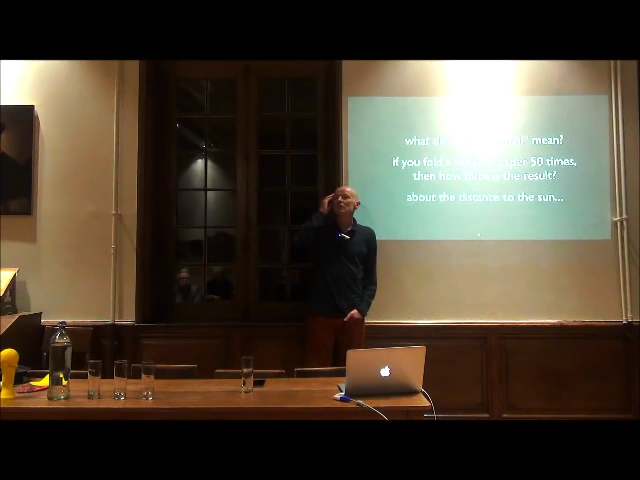 what d mean?
If you fold a per 50 times,
then how thick is the result?
about the distance to the sun...